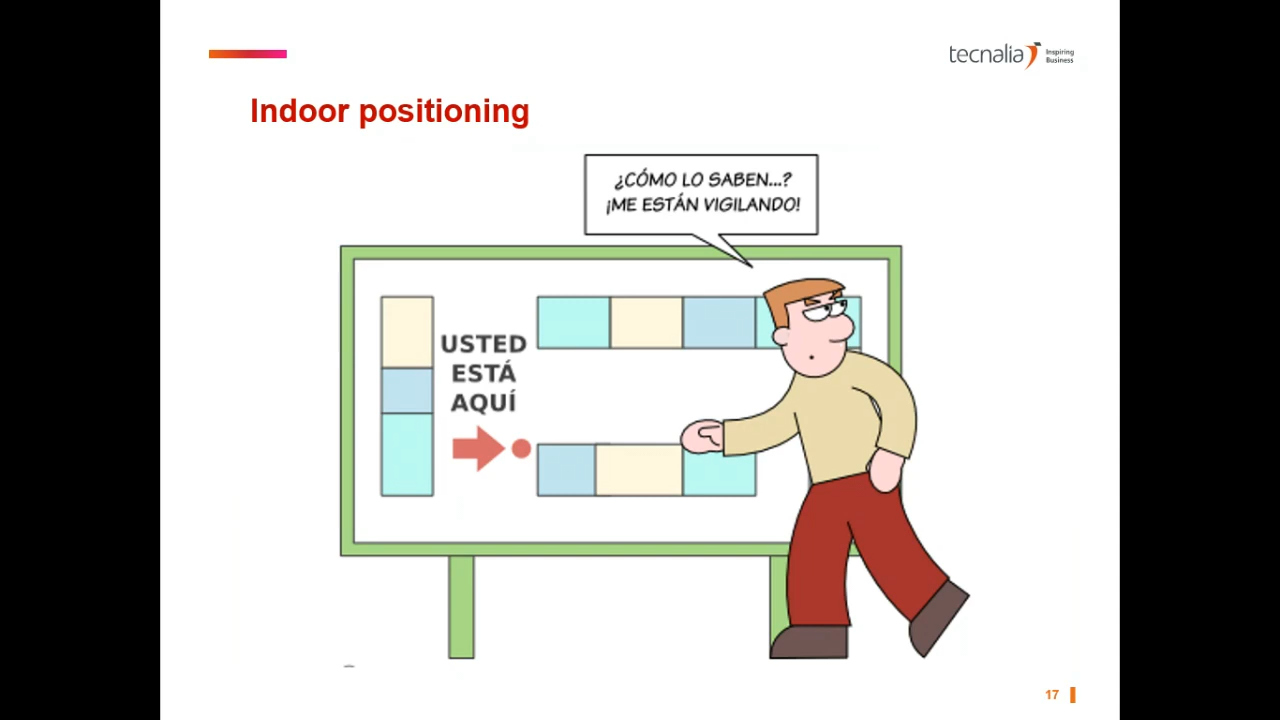 tecnalia Inspiring
Business
Indoor positioning
¿CÓMO LO SABEN...?
¡ME ESTÁN VIGILANDO!
USTED
ESTÁ
AQUÍ
17